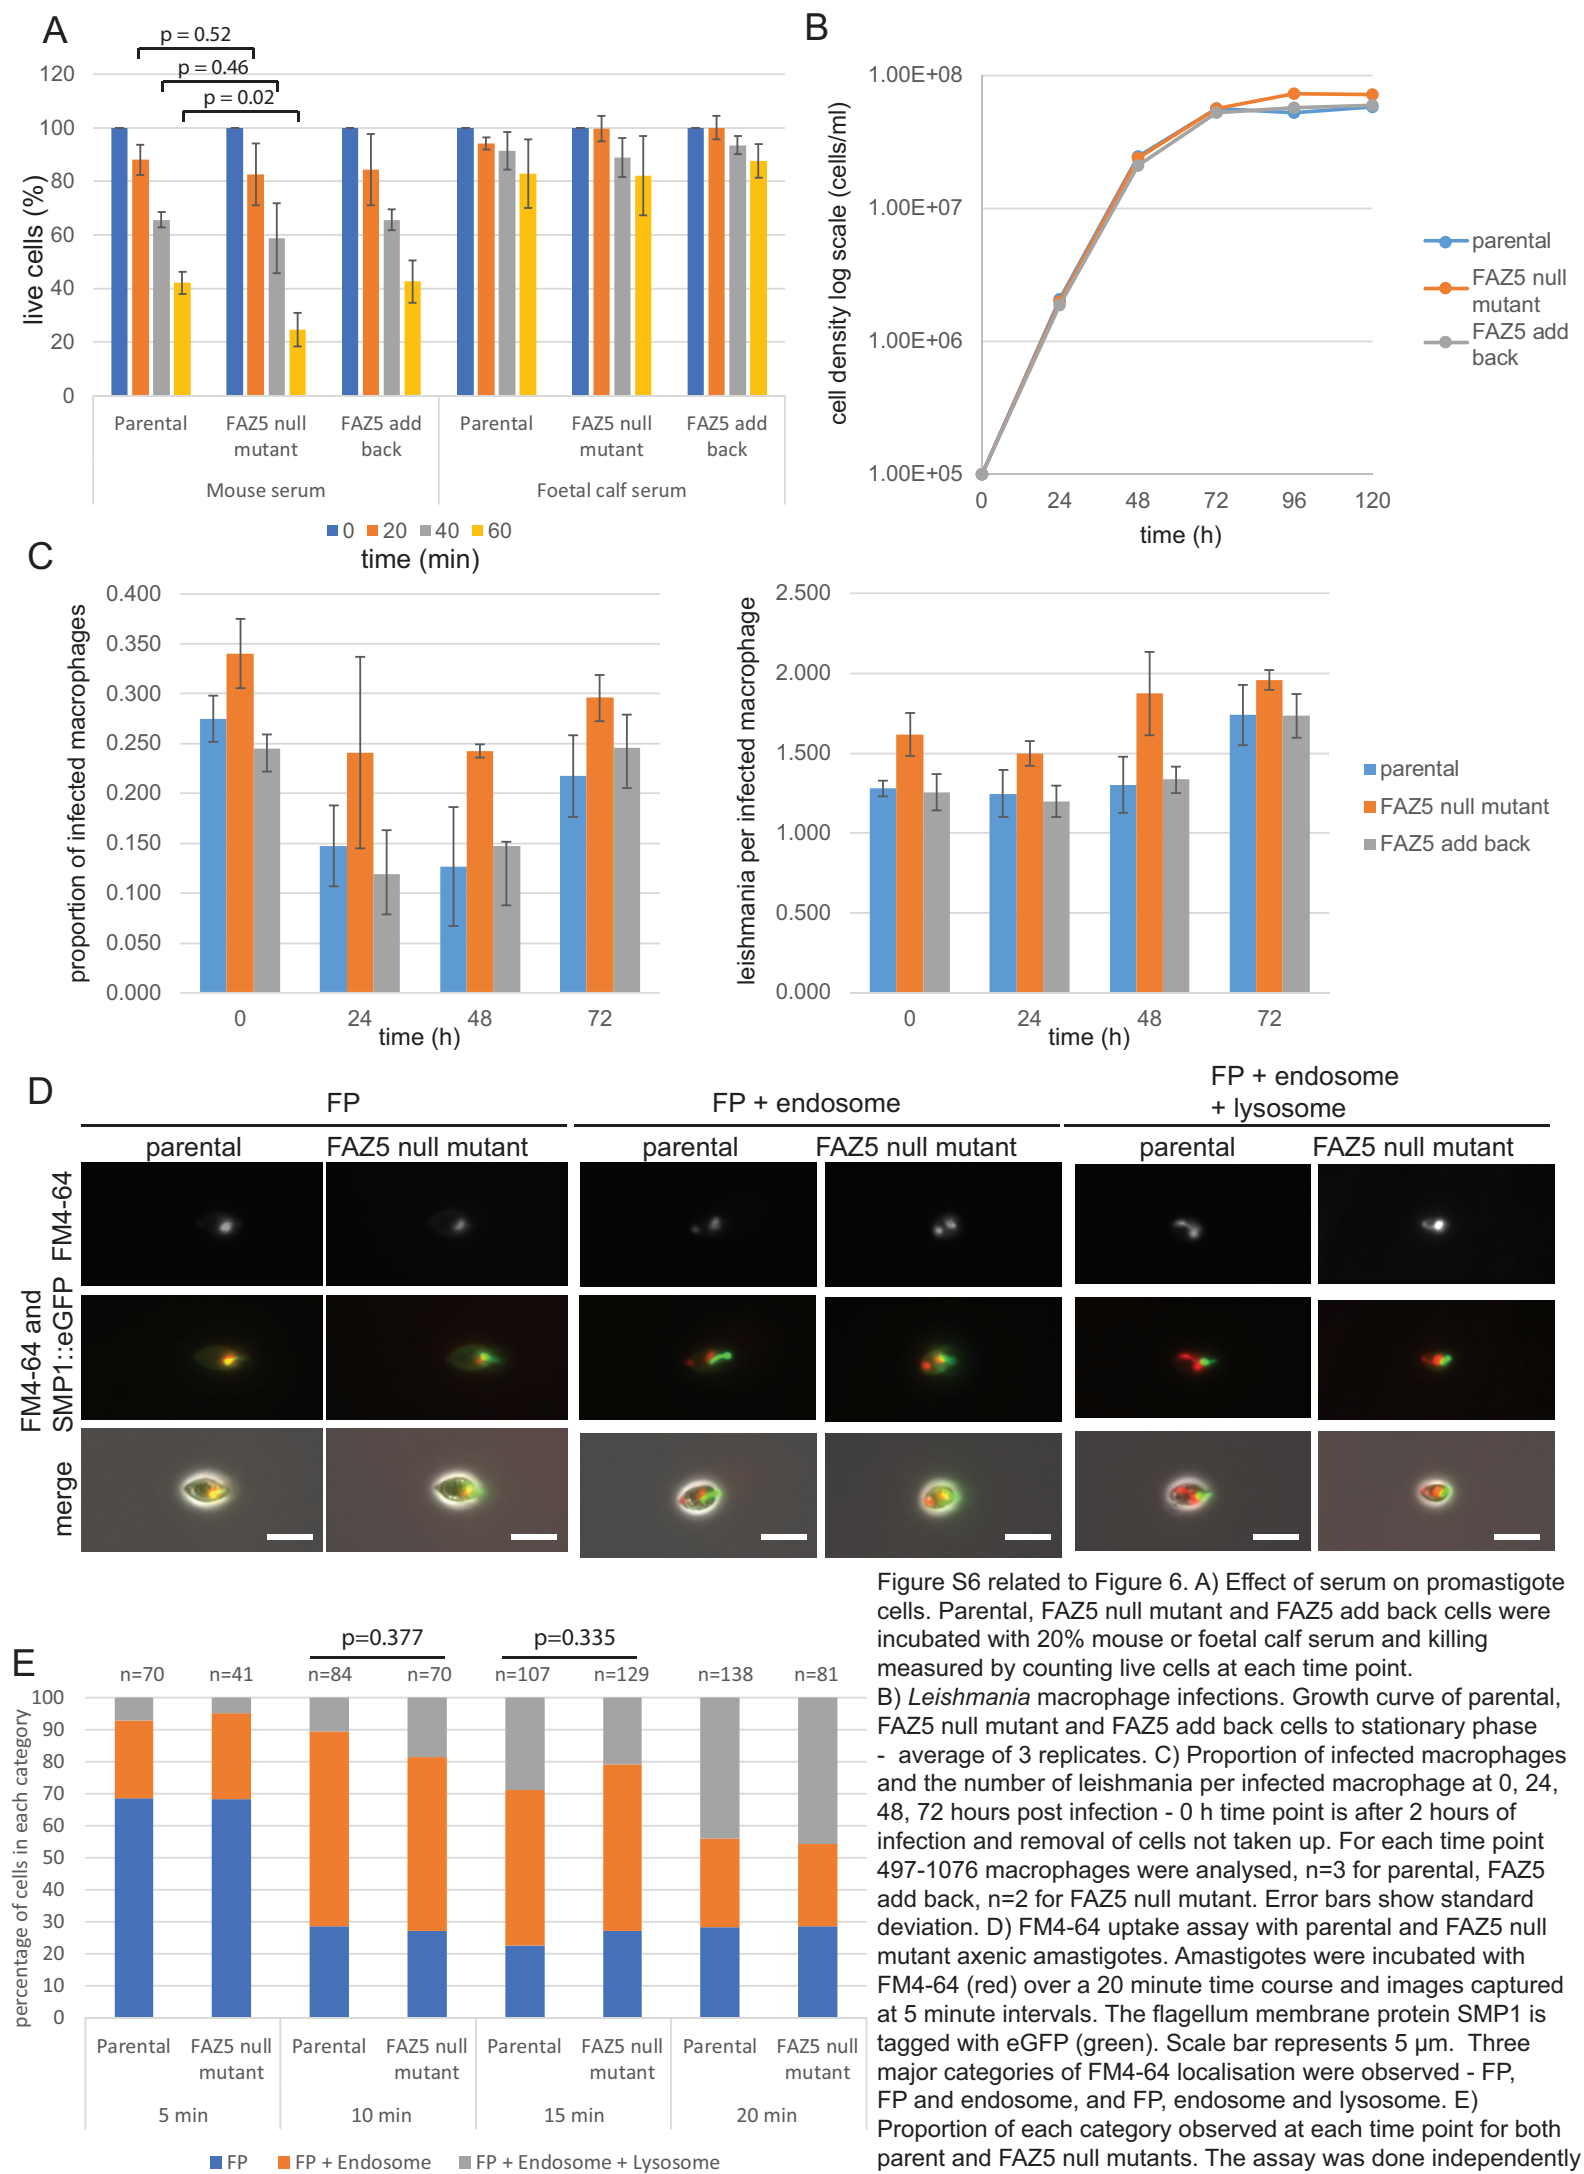 A
p = 0.52
p = 0.46
p = 0.02
live cells (%)
120
100
80
60
40
20
0
Parental
FAZ5 null
mutant
FAZ5 add
back
Parental
FAZ5 null
mutant
FAZ5 add
back
Mouse serum
Foetal calf serum
0 20 40 60
time (min)
B
cell density log scale (cells/ml)
1.00E+08
1.00E+07
1.00E+06
1.00E+05
0 24 48 72 96 120
time (h)
parental
FAZ5 null
mutant
FAZ5 add
back
C
proportion of infected macrophages
0.400
0.350
0.300
0.250
0.200
0.150
0.100
0.050
0.000
0 24 48 72
time (h)
leishmania per infected macrophage
2.500
2.000
1.500
1.000
0.500
0.000
0 24 48 72
time (h)
parental
FAZ5 null mutant
FAZ5 add back
D
FP
FP + endosome
FP + endosome
+ lysosome
parental
FAZ5 null mutant
parental
FAZ5 null mutant
parental
FAZ5 null mutant
FM4-64
FM4-64 and
SMP1::eGFP
merge
E
p=0.377
p=0.335
n=70 n=41 n=84 n=70 n=107 n=129 n=138 n=81
percentage of cells in each category
100
90
80
70
60
50
40
30
20
10
0
Parental
FAZ5 null
mutant
Parental
FAZ5 null
mutant
Parental
FAZ5 null
mutant
Parental
FAZ5 null
mutant
5 min
10 min
15 min
20 min
FP FP + Endosome FP + Endosome + Lysosome
Figure S6 related to Figure 6. A) Effect of serum on promastigote
cells. Parental, FAZ5 null mutant and FAZ5 add back cells were
incubated with 20% mouse or foetal calf serum and killing
measured by counting live cells at each time point.
B) Leishmania macrophage infections. Growth curve of parental,
FAZ5 null mutant and FAZ5 add back cells to stationary phase
- average of 3 replicates. C) Proportion of infected macrophages
and the number of leishmania per infected macrophage at 0, 24,
48, 72 hours post infection - 0 h time point is after 2 hours of
infection and removal of cells not taken up. For each time point
497-1076 macrophages were analysed, n=3 for parental, FAZ5
add back, n=2 for FAZ5 null mutant. Error bars show standard
deviation. D) FM4-64 uptake assay with parental and FAZ5 null
mutant axenic amastigotes. Amastigotes were incubated with
FM4-64 (red) over a 20 minute time course and images captured
at 5 minute intervals. The flagellum membrane protein SMP1 is
tagged with eGFP (green). Scale bar represents 5 µm. Three
major categories of FM4-64 localisation were observed - FP,
FP and endosome, and FP, endosome and lysosome. E)
Proportion of each category observed at each time point for both
parent and FAZ5 null mutants. The assay was done independently